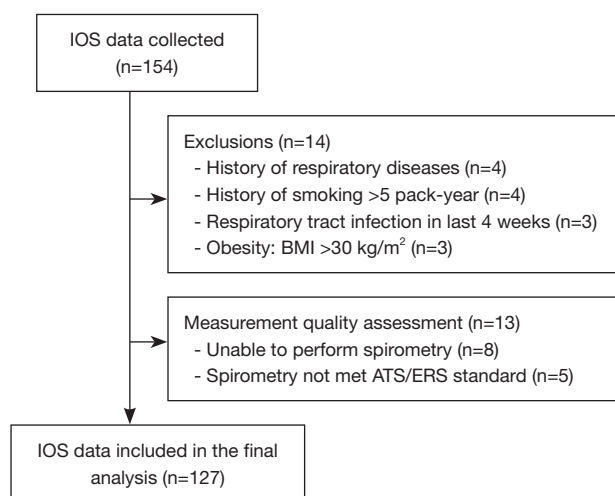 IOS data collected
(n=154)
Exclusions (n=14)
- History of respiratory diseases (n=4)
- History of smoking >5 pack-year (n=4)
- Respiratory tract infection in last 4 weeks (n=3)
- Obesity: BMI >30 kg/m² (n=3)
Measurement quality assessment (n=13)
- Unable to perform spirometry (n=8)
- Spirometry not met ATS/ERS standard (n=5)
IOS data included in the final
analysis (n=127)